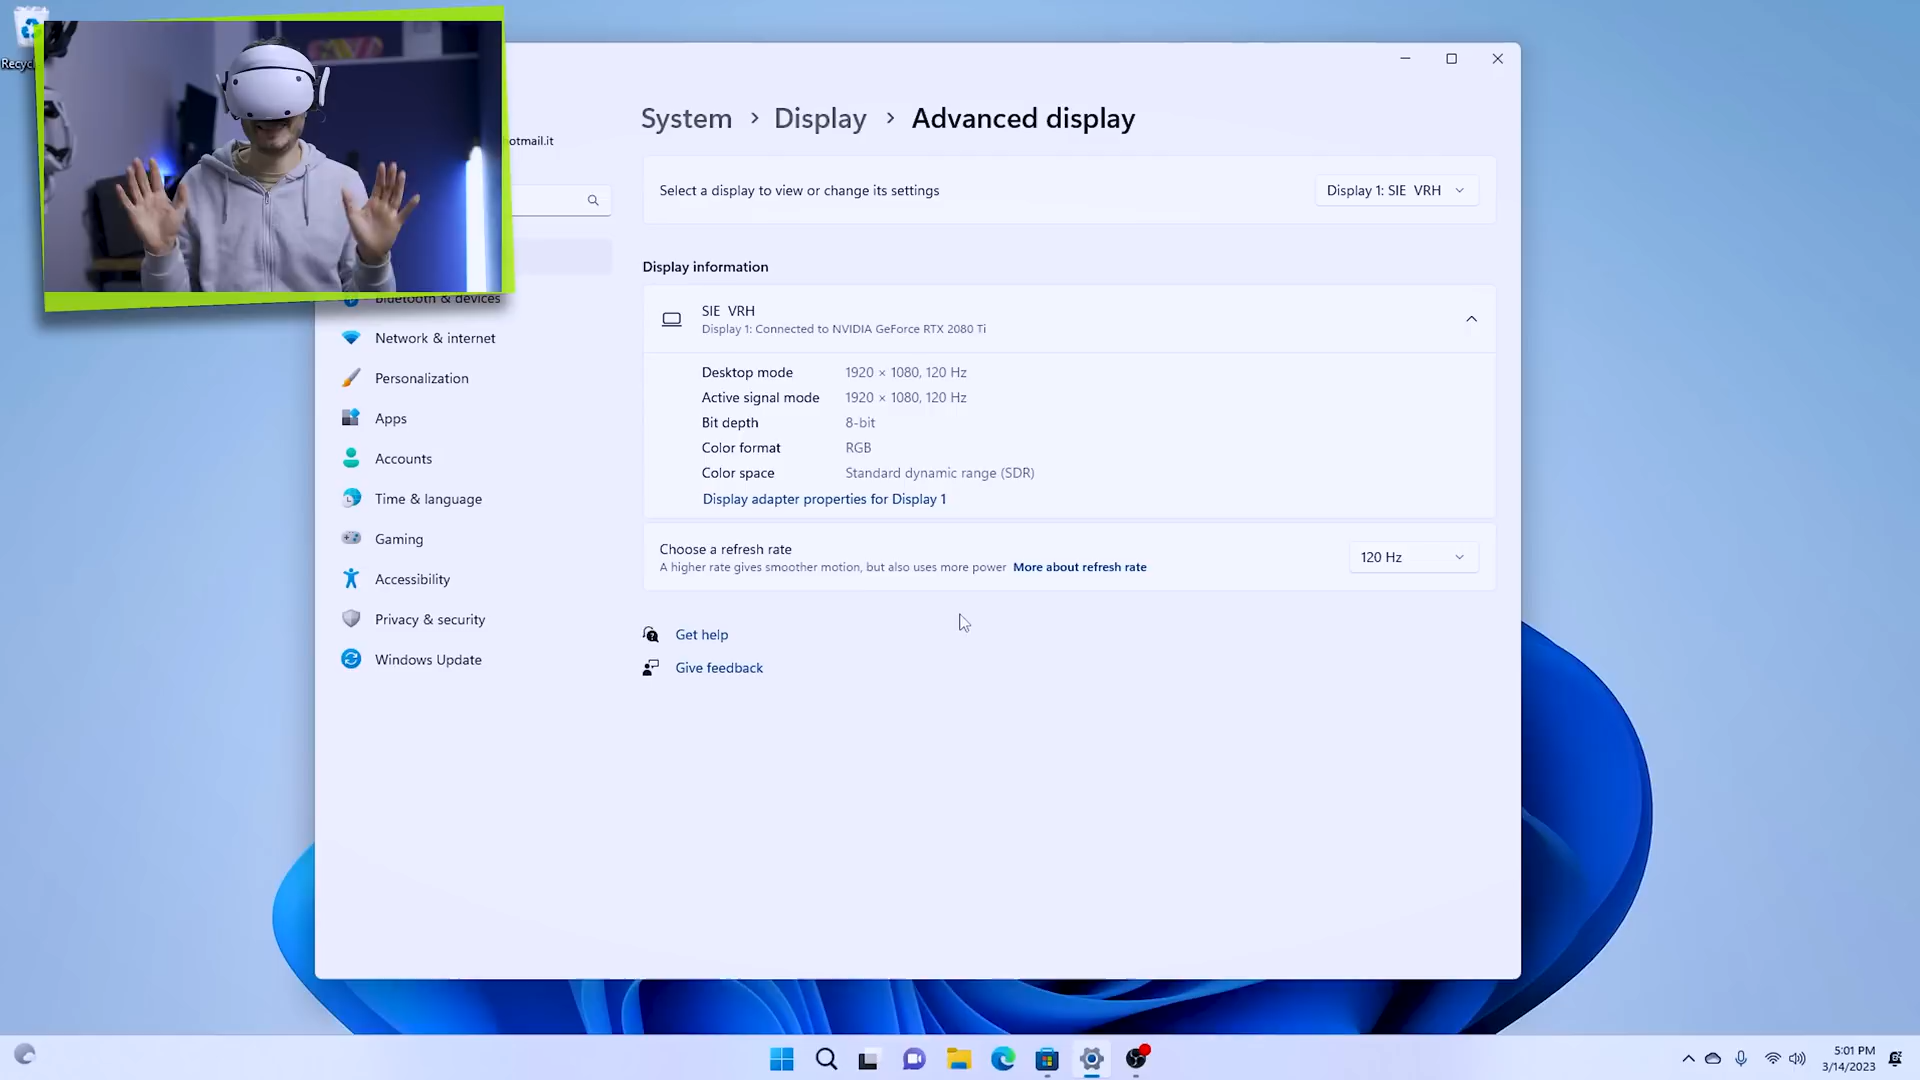 Recyc
otmail.it
System > Display > Advanced display
Select a display to view or change its settings
Display 1: SIE VRH
Display information
SIE VRH
Display 1: Connected to NVIDIA GeForce RTX 2080 Ti
Desktop mode 1920 × 1080, 120 Hz
Active signal mode 1920 × 1080, 120 Hz
Bit depth 8-bit
Color format RGB
Color space Standard dynamic range (SDR)
Display adapter properties for Display 1
Choose a refresh rate
A higher rate gives smoother motion, but also uses more power More about refresh rate
120 Hz
Get help
Give feedback
Bluetooth & devices
Network & internet
Personalization
Apps
Accounts
Time & language
Gaming
Accessibility
Privacy & security
Windows Update
5:01 PM
3/14/2023